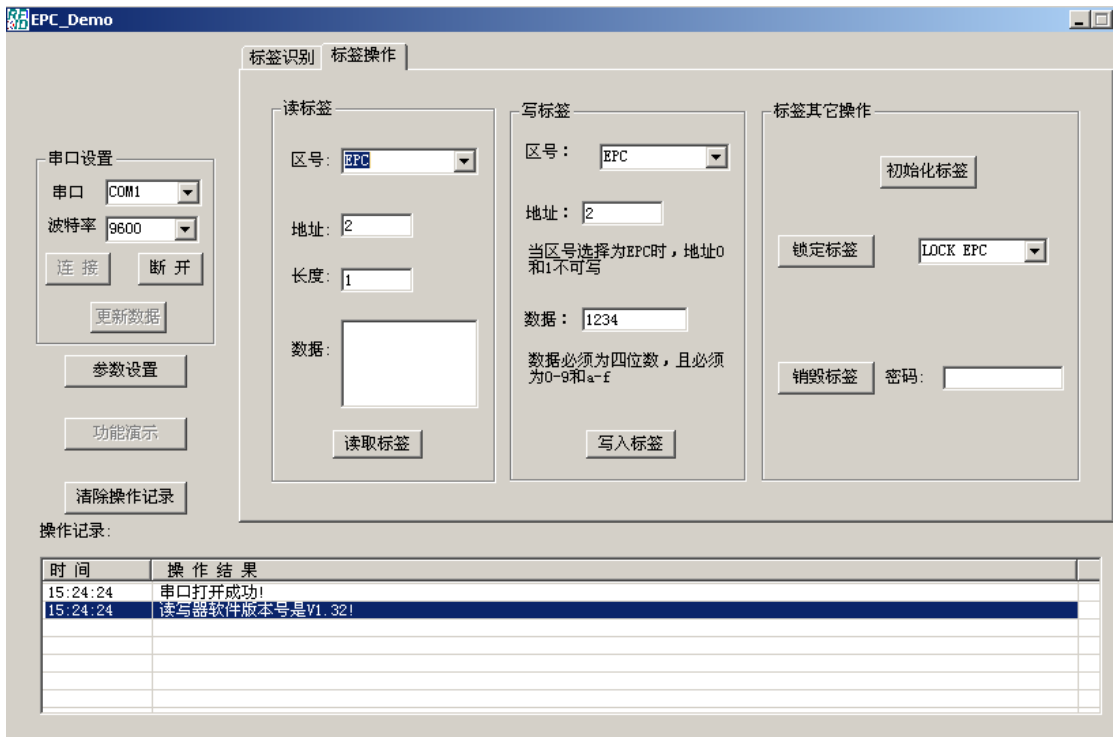 EPC_Demo
标签识别
标签操作
串口设置
串口
COM1
波特率
9600
连 接
断 开
更新数据
参数设置
功能演示
清除操作记录
读标签
区号:
EPC
地址:
2
长度:
1
数据:
读取标签
写标签
区号：
EPC
地址：
2
当区号选择为EPC时，地址0
和1不可写
数据：
1234
数据必须为四位数，且必须
为0-9和a-f
写入标签
标签其它操作
初始化标签
锁定标签
LOCK EPC
销毁标签
密码:
操作记录:
时 间
操 作 结 果
15:24:24
串口打开成功!
15:24:24
读写器软件版本号是V1.32!